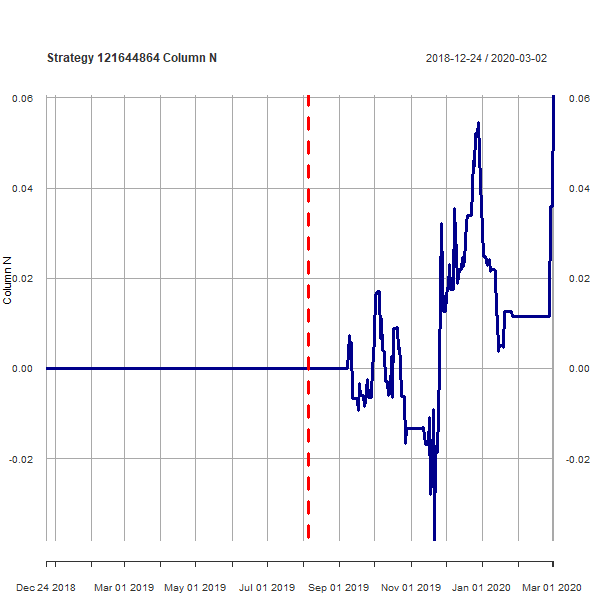 Strategy 121644864 Column N
2018-12-24 / 2020-03-02
0.06 0.06
0.04 0.04
0.02 0.02
Column N
0.00 0.00
-0.02 -0.02
Dec 24 2018 Mar 01 2019 May 01 2019 Jul 01 2019 Sep 01 2019 Nov 01 2019 Jan 01 2020 Mar 01 2020